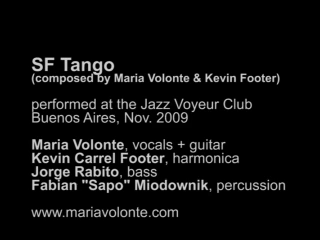 SF Tango
(composed by Maria Volonte & Kevin Footer)
performed at the Jazz Voyeur Club
Buenos Aires, Nov. 2009
Maria Volonte, vocals + guitar
Kevin Carrel Footer, harmonica
Jorge Rabito, bass
Fabian "Sapo" Miodownik, percussion
www.mariavolonte.com